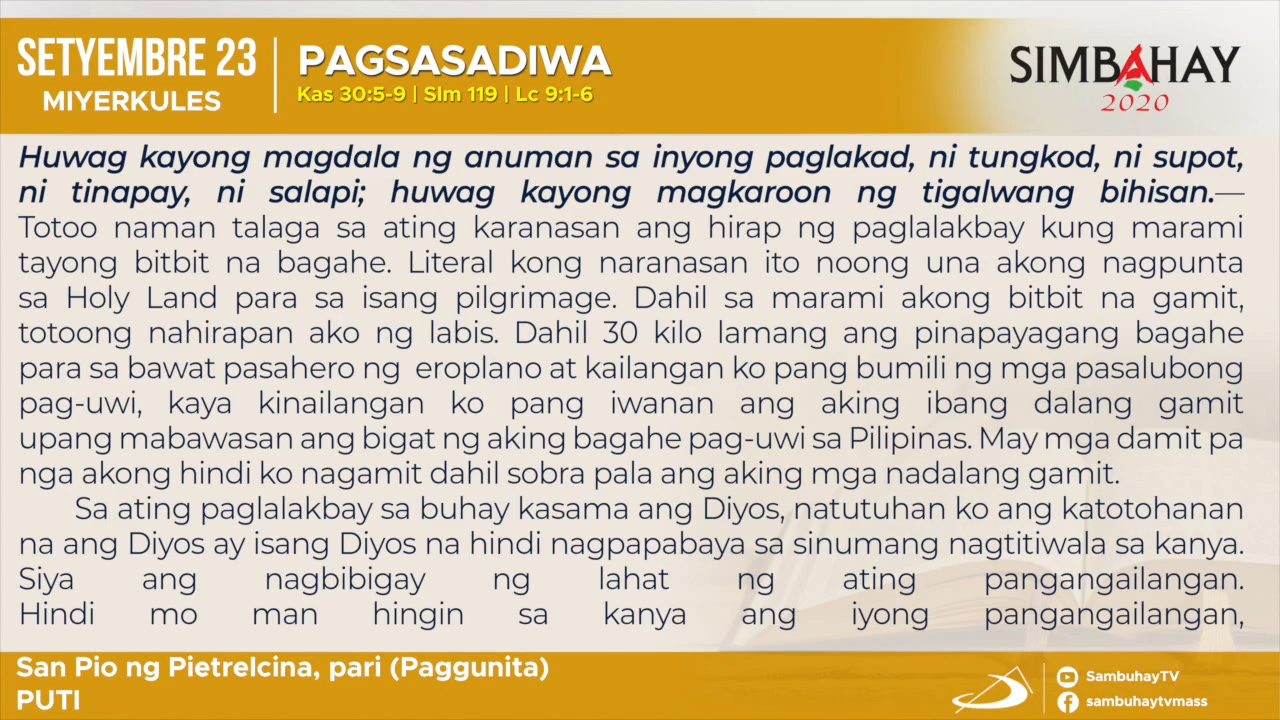 SETYEMBRE 23
MIYERKULES
PAGSASADIWA
Kas 30:5-9 | Slm 119 | Lc 9:1-6
SIMBAHAY
2020
Huwag kayong magdala ng anuman sa inyong paglakad, ni tungkod, ni supot,
ni tinapay, ni salapi; huwag kayong magkaroon ng tigalwang bihisan.—
Totoo naman talaga sa ating karanasan ang hirap ng paglalakbay kung marami
tayong bitbit na bagahe. Literal kong naranasan ito noong una akong nagpunta
sa Holy Land para sa isang pilgrimage. Dahil sa marami akong bitbit na gamit,
totoong nahirapan ako ng labis. Dahil 30 kilo lamang ang pinapayagang bagahe
para sa bawat pasahero ng eroplano at kailangan ko pang bumili ng mga pasalubong
pag-uwi, kaya kinailangan ko pang iwanan ang aking ibang dalang gamit
upang mabawasan ang bigat ng aking bagahe pag-uwi sa Pilipinas. May mga damit pa
nga akong hindi ko nagamit dahil sobra pala ang aking mga nadalang gamit.
Sa ating paglalakbay sa buhay kasama ang Diyos, natutuhan ko ang katotohanan
na ang Diyos ay isang Diyos na hindi nagpapabaya sa sinumang nagtitiwala sa kanya.
Siya ang nagbibigay ng lahat ng ating pangangailangan.
Hindi mo man hingin sa kanya ang iyong pangangailangan,
San Pio ng Pietrelcina, pari (Paggunita)
PUTI
SambuhayTV
sambuhaytvmass